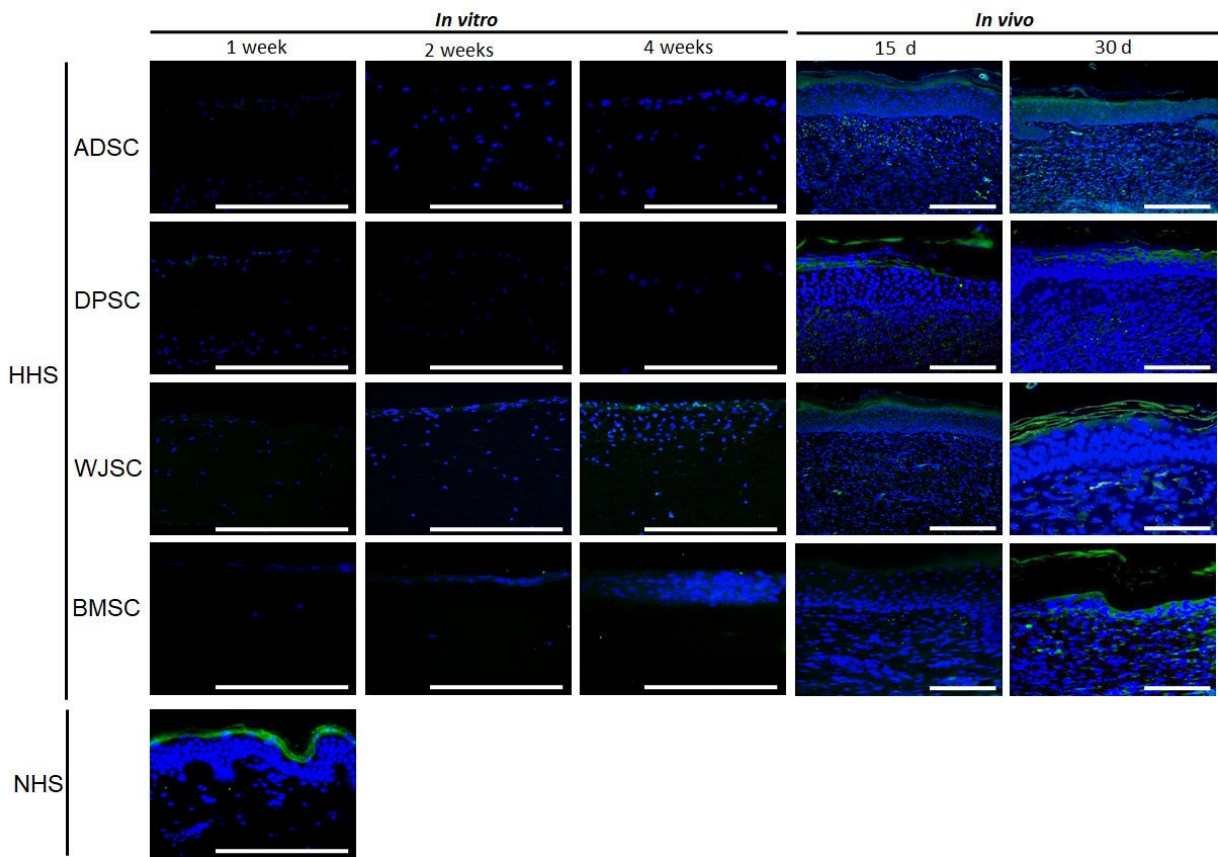 In vitro In vivo
1 week 2 weeks 4 weeks 15 d 30 d
ADSC
DPSC
HHS
WJSC
BMSC
NHS